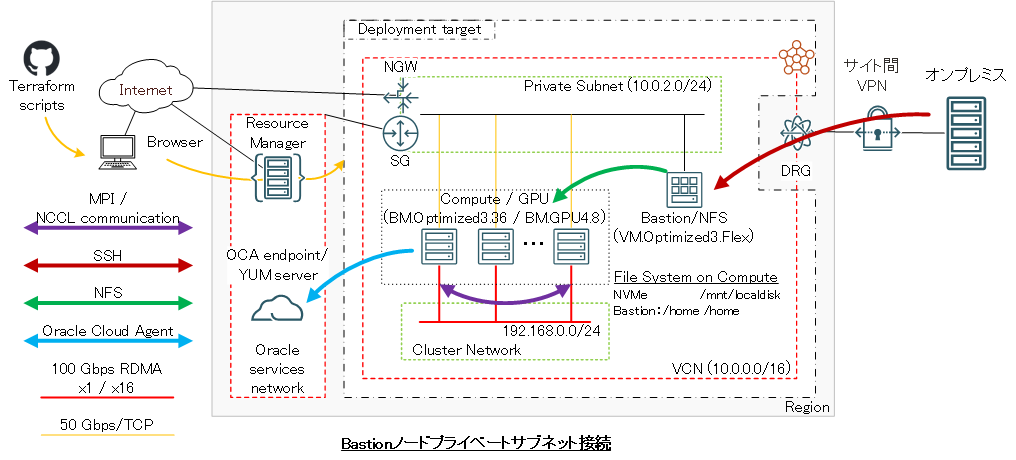 Deployment target
Terraform
scripts
Internet
Browser
Resource
Manager
NGW
SG
Private Subnet (10.0.2.0/24)
サイト間
VPN
オンプレミス
DRG
MPI /
NCCL communication
SSH
NFS
Oracle Cloud Agent
100 Gbps RDMA
x1 / x16
50 Gbps/TCP
OCA endpoint/
YUM server
Oracle
services
network
Compute / GPU
(BM.Optimized3.36 / BM.GPU4.8)
...
Bastion/NFS
(VM.Optimized3.Flex)
File System on Compute
NVMe /mnt/localdisk
Bastion:/home /home
192.168.0.0/24
Cluster Network
VCN (10.0.0.0/16)
Region
Bastionノードプライベートサブネット接続